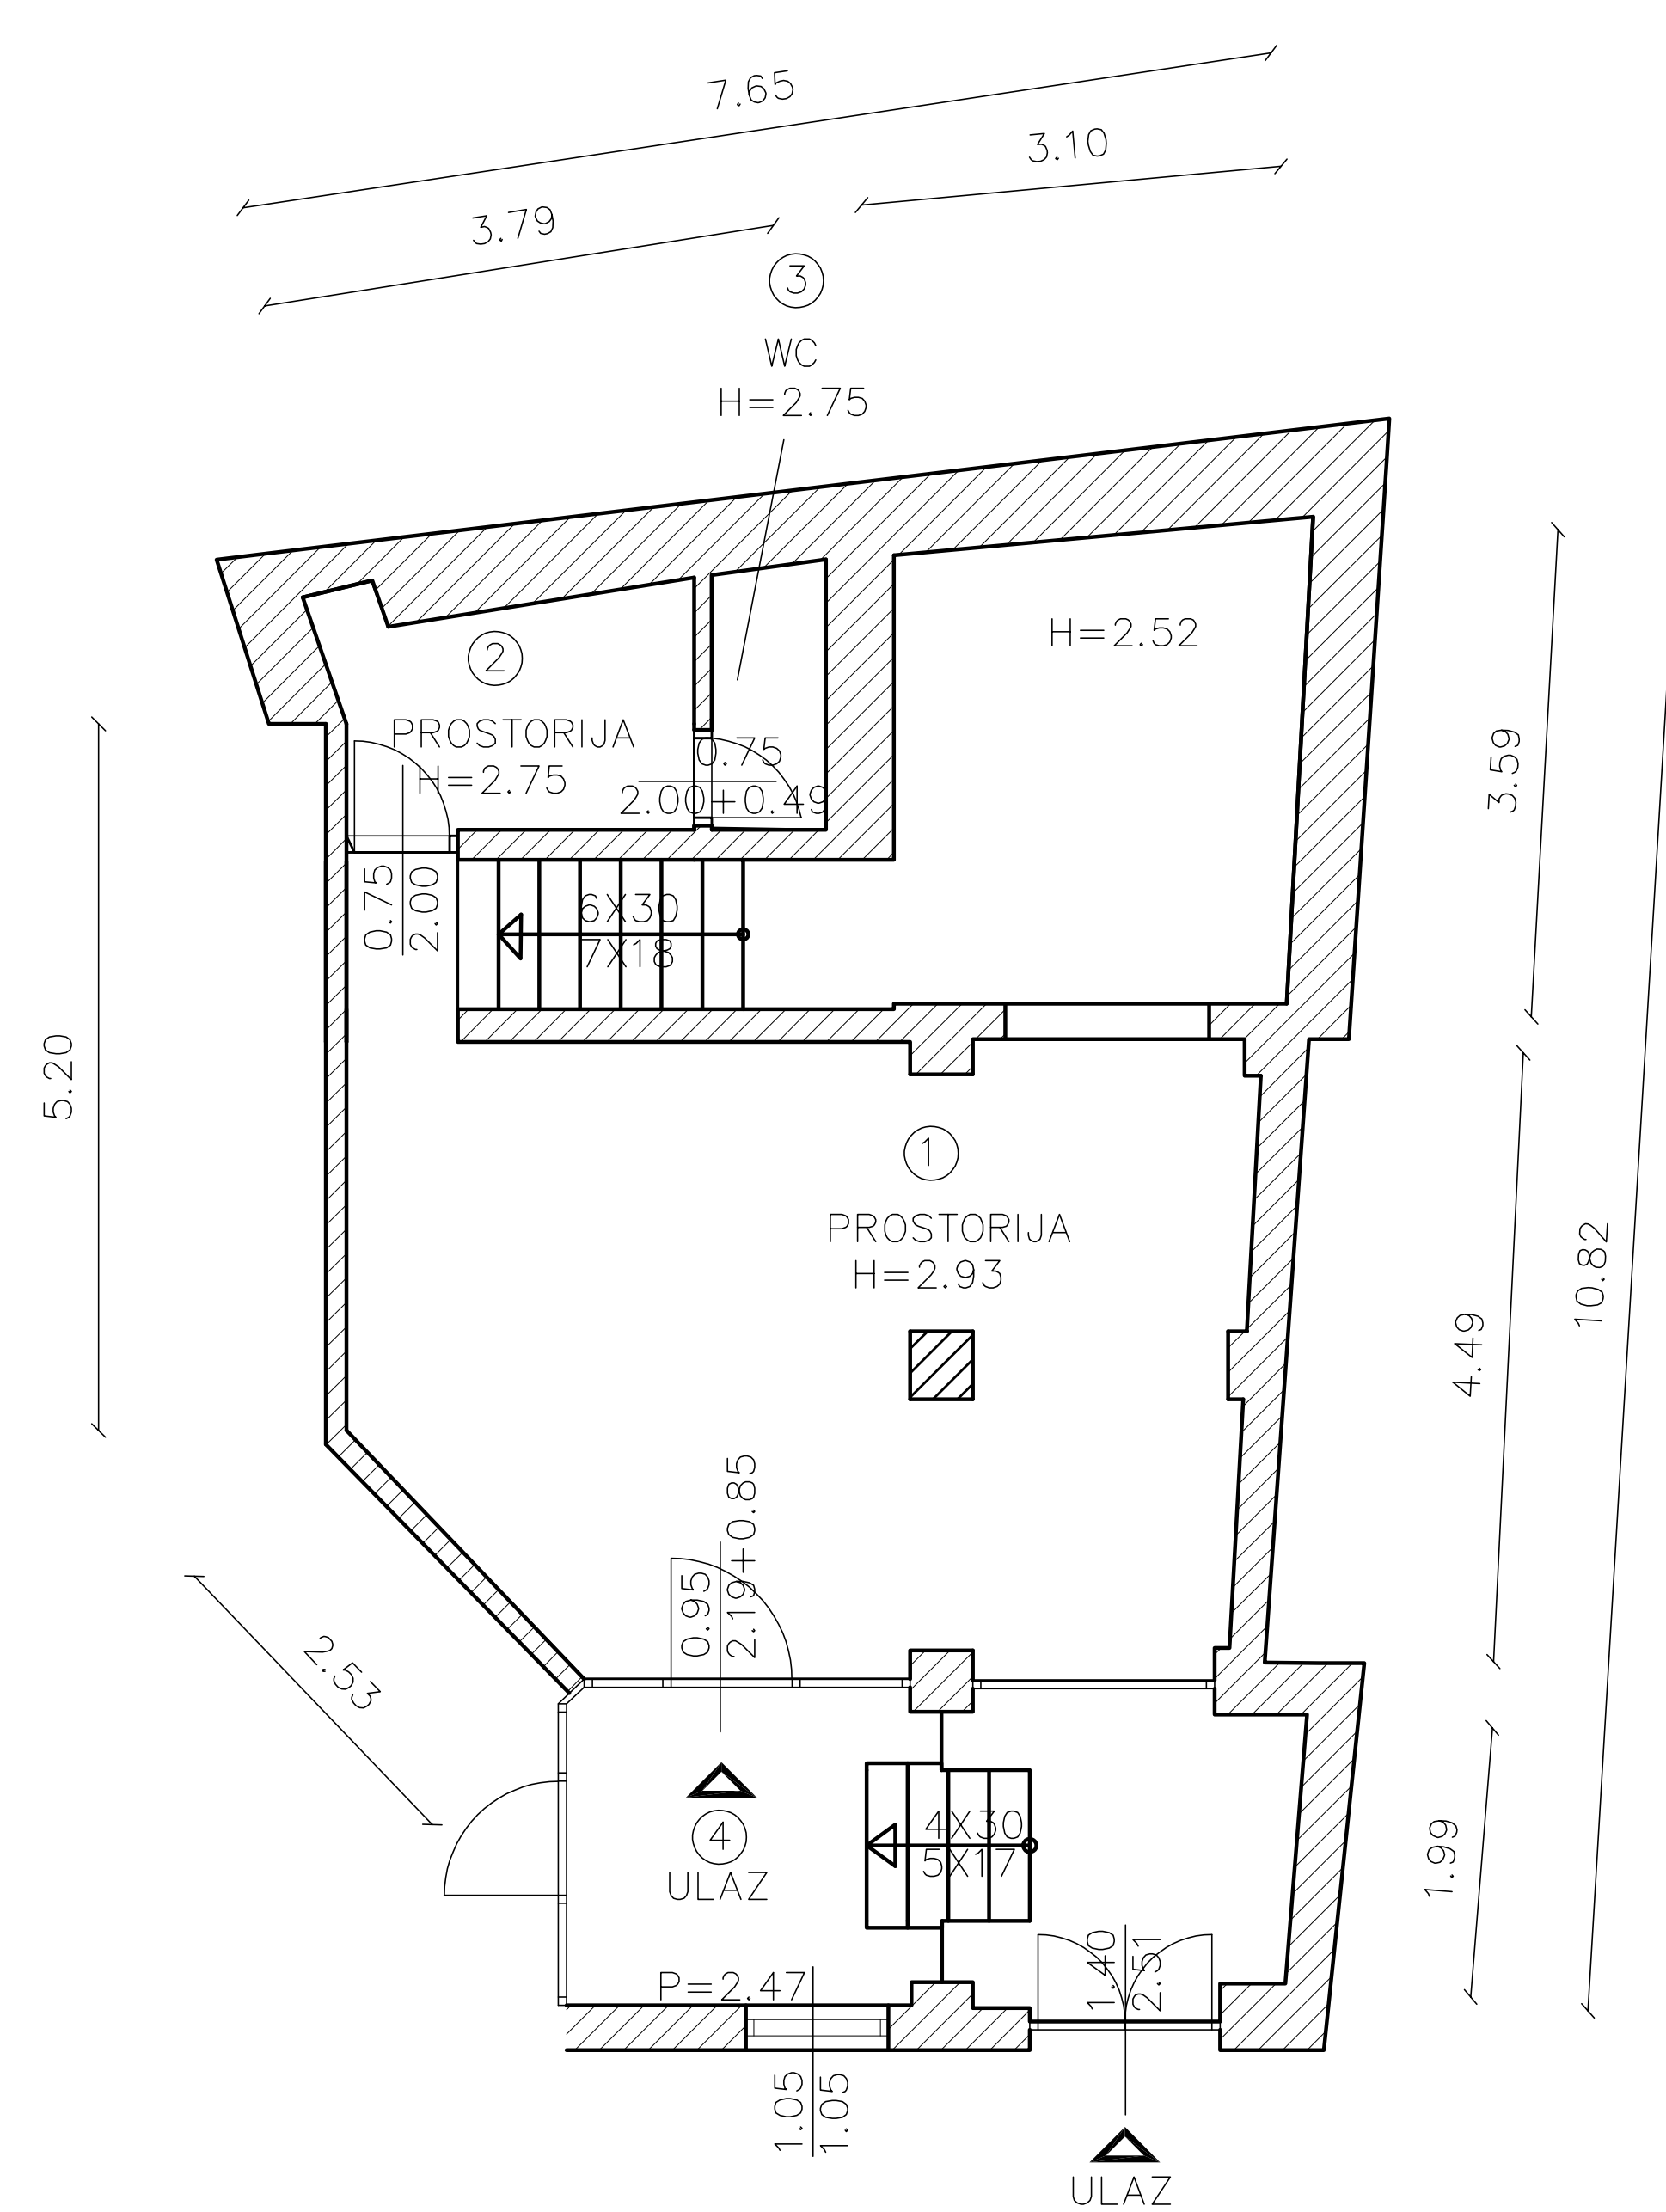 7.65
3.10
3.79
3
WC
H=2.75
H=2.52
2
PROSTORIJA
H=2.75
0.75
2.00+0.49
3.59
0.75
2.00
6X30
7X18
5.20
1
PROSTORIJA
H=2.93
10.82
4.49
0.95
2.19+0.85
2.53
4
ULAZ
4X30
5X17
1.99
P=2.47
1.40
2.51
1.05
1.05
ULAZ